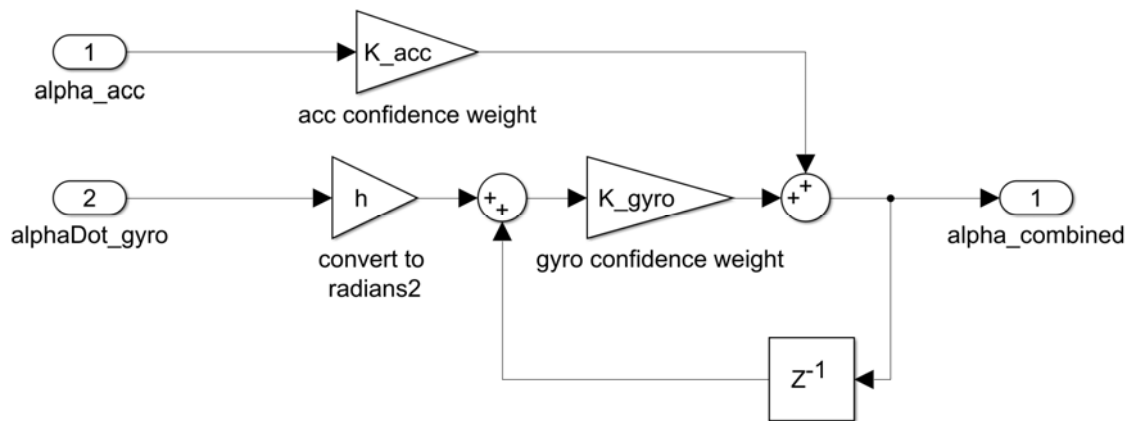 1
alpha_acc
K_acc
acc confidence weight
2
alphaDot_gyro
h
convert to
radians2
+
+
K_gyro
gyro confidence weight
+
+
1
alpha_combined
Z-1